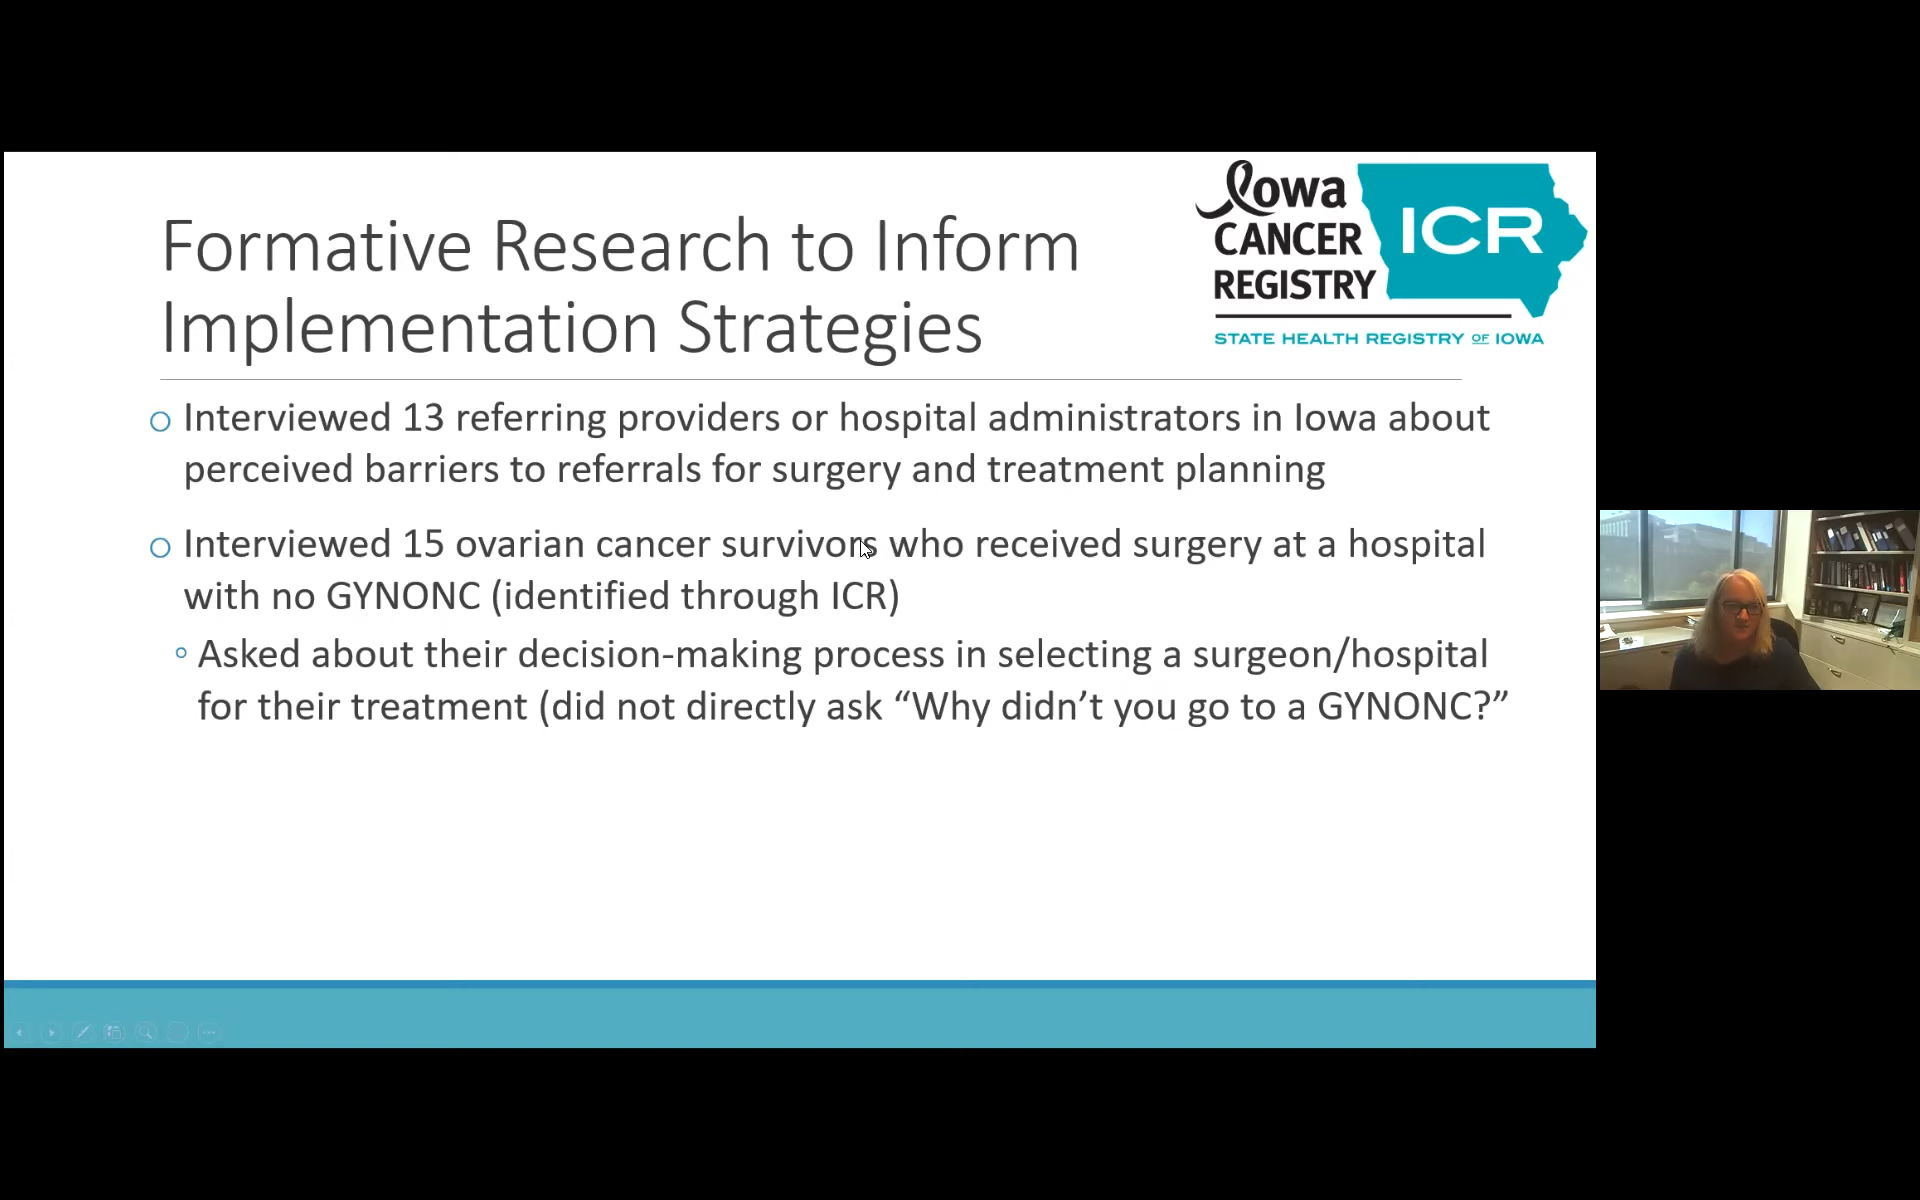 Formative Research to Inform
Implementation Strategies
Iowa
CANCER
REGISTRY
ICR
STATE HEALTH REGISTRY OF IOWA
Interviewed 13 referring providers or hospital administrators in Iowa about
perceived barriers to referrals for surgery and treatment planning
Interviewed 15 ovarian cancer survivors who received surgery at a hospital
with no GYNONC (identified through ICR)
Asked about their decision-making process in selecting a surgeon/hospital
for their treatment (did not directly ask “Why didn’t you go to a GYNONC?”